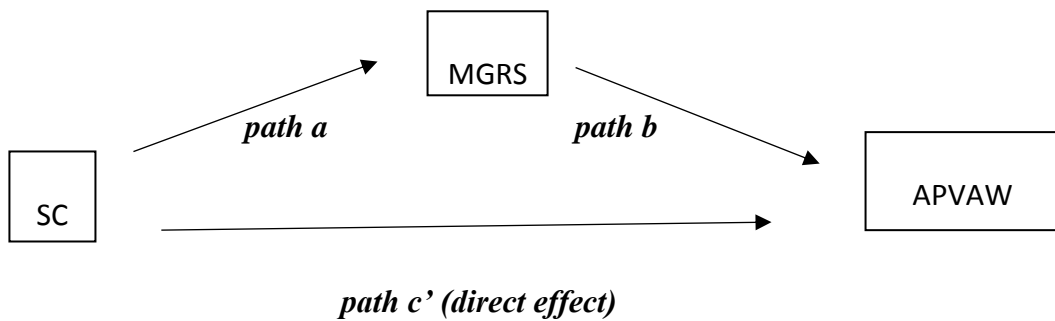 MGRS
path a
path b
SC
APVAW
path c’ (direct effect)